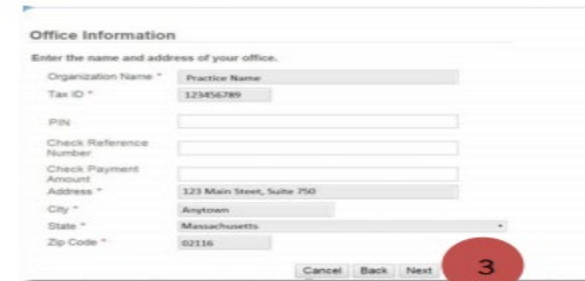 Office Information
Enter the name and address of your office.
Organization Name * Practice Name
Tax ID * 123456789
PIN
Check Reference
Number
Check Payment
Amount
Address * 123 Main Steet, Suite 750
City * Anytown
State * Massachusetts
Zip Code * 02116
Cancel Back Next 3